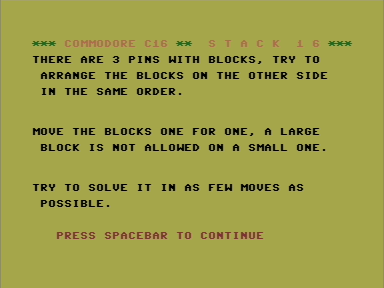 *** COMMODORE C16 ** S T A C K 1 6 ***
THERE ARE 3 PINS WITH BLOCKS, TRY TO
ARRANGE THE BLOCKS ON THE OTHER SIDE
IN THE SAME ORDER.
MOVE THE BLOCKS ONE FOR ONE, A LARGE
BLOCK IS NOT ALLOWED ON A SMALL ONE.
TRY TO SOLVE IT IN AS FEW MOVES AS
POSSIBLE.
PRESS SPACEBAR TO CONTINUE